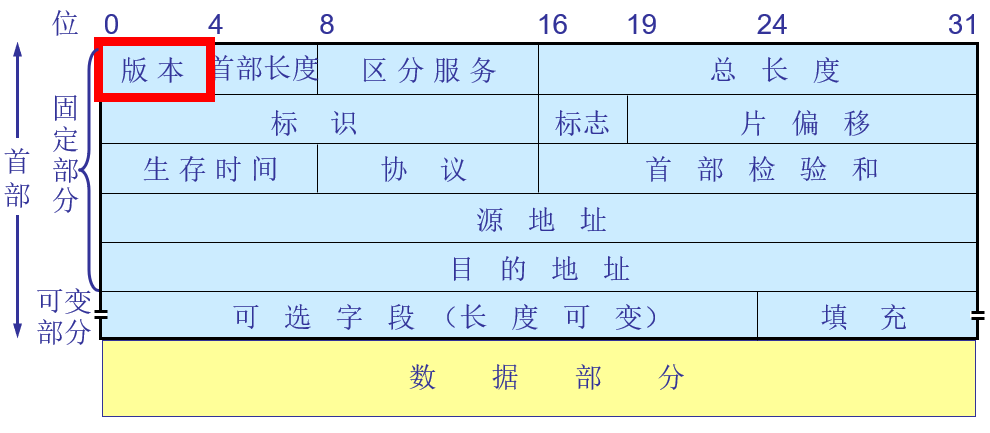 位 0 4 8 16 19 24 31
版本 首部长度 区分服务 总长度
标识 标志 片偏移
生存时间 协议 首部检验和
源地址
目的地址
可选字段（长度可变） 填充
数据部分
首部
固定部分
可变
部分